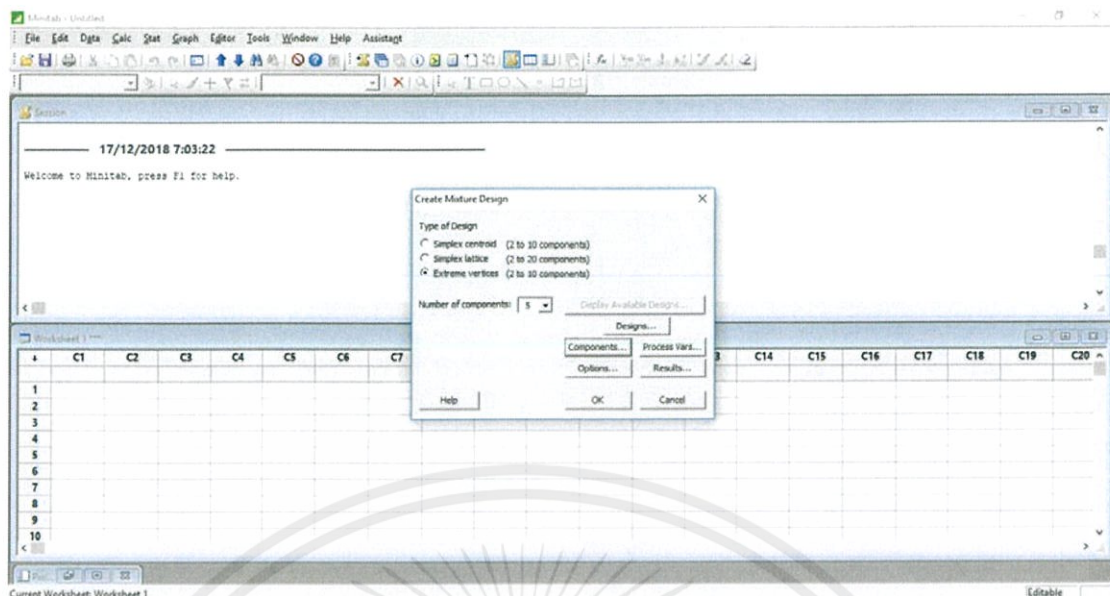 Minitab - Untitled
File Edit Data Calc Stat Graph Editor Tools Window Help Assistant
Session
17/12/2018 7:03:22
Welcome to Minitab, press F1 for help.
Create Mixture Design
Type of Design
Simplex centroid (2 to 10 components)
Simplex lattice (2 to 20 components)
Extreme vertices (2 to 10 components)
Number of components: 5 Display Available Designs...
Designs...
Components... Process Vars...
Options... Results...
Help OK Cancel
Worksheet 1 ***
C1 C2 C3 C4 C5 C6 C7 3 C14 C15 C16 C17 C18 C19 C20
1
2
3
4
5
6
7
8
9
10
Current Worksheet: Worksheet 1 Editable